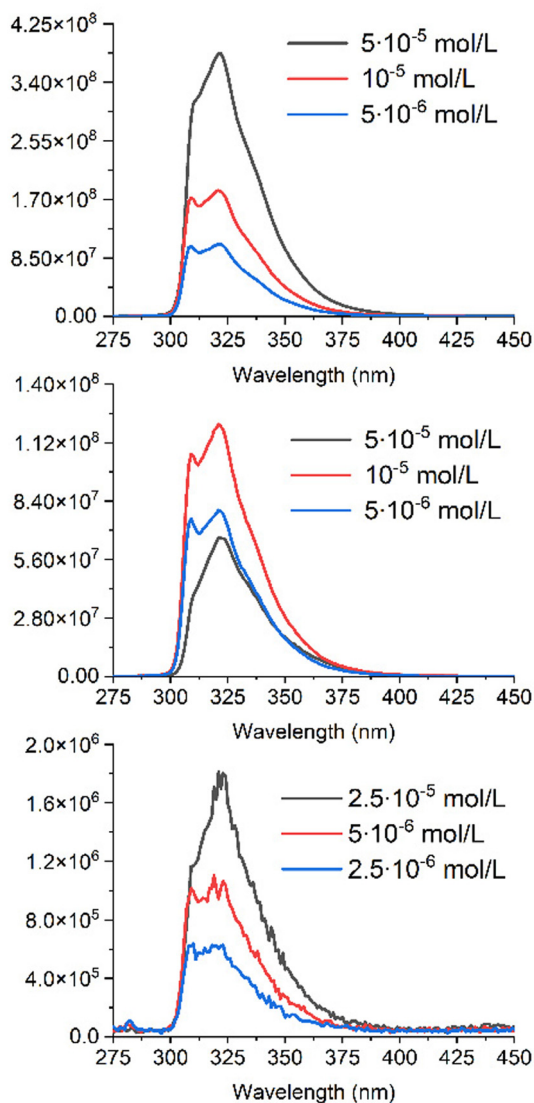 4.25×10⁸
3.40×10⁸
2.55×10⁸
1.70×10⁸
8.50×10⁷
0.00
5·10⁻⁵ mol/L
10⁻⁵ mol/L
5·10⁻⁶ mol/L
275 300 325 350 375 400 425 450
Wavelength (nm)
1.40×10⁸
1.12×10⁸
8.40×10⁷
5.60×10⁷
2.80×10⁷
0.00
5·10⁻⁵ mol/L
10⁻⁵ mol/L
5·10⁻⁶ mol/L
275 300 325 350 375 400 425 450
Wavelength (nm)
2.0×10⁶
1.6×10⁶
1.2×10⁶
8.0×10⁵
4.0×10⁵
0.0
2.5·10⁻⁵ mol/L
5·10⁻⁶ mol/L
2.5·10⁻⁶ mol/L
275 300 325 350 375 400 425 450
Wavelength (nm)